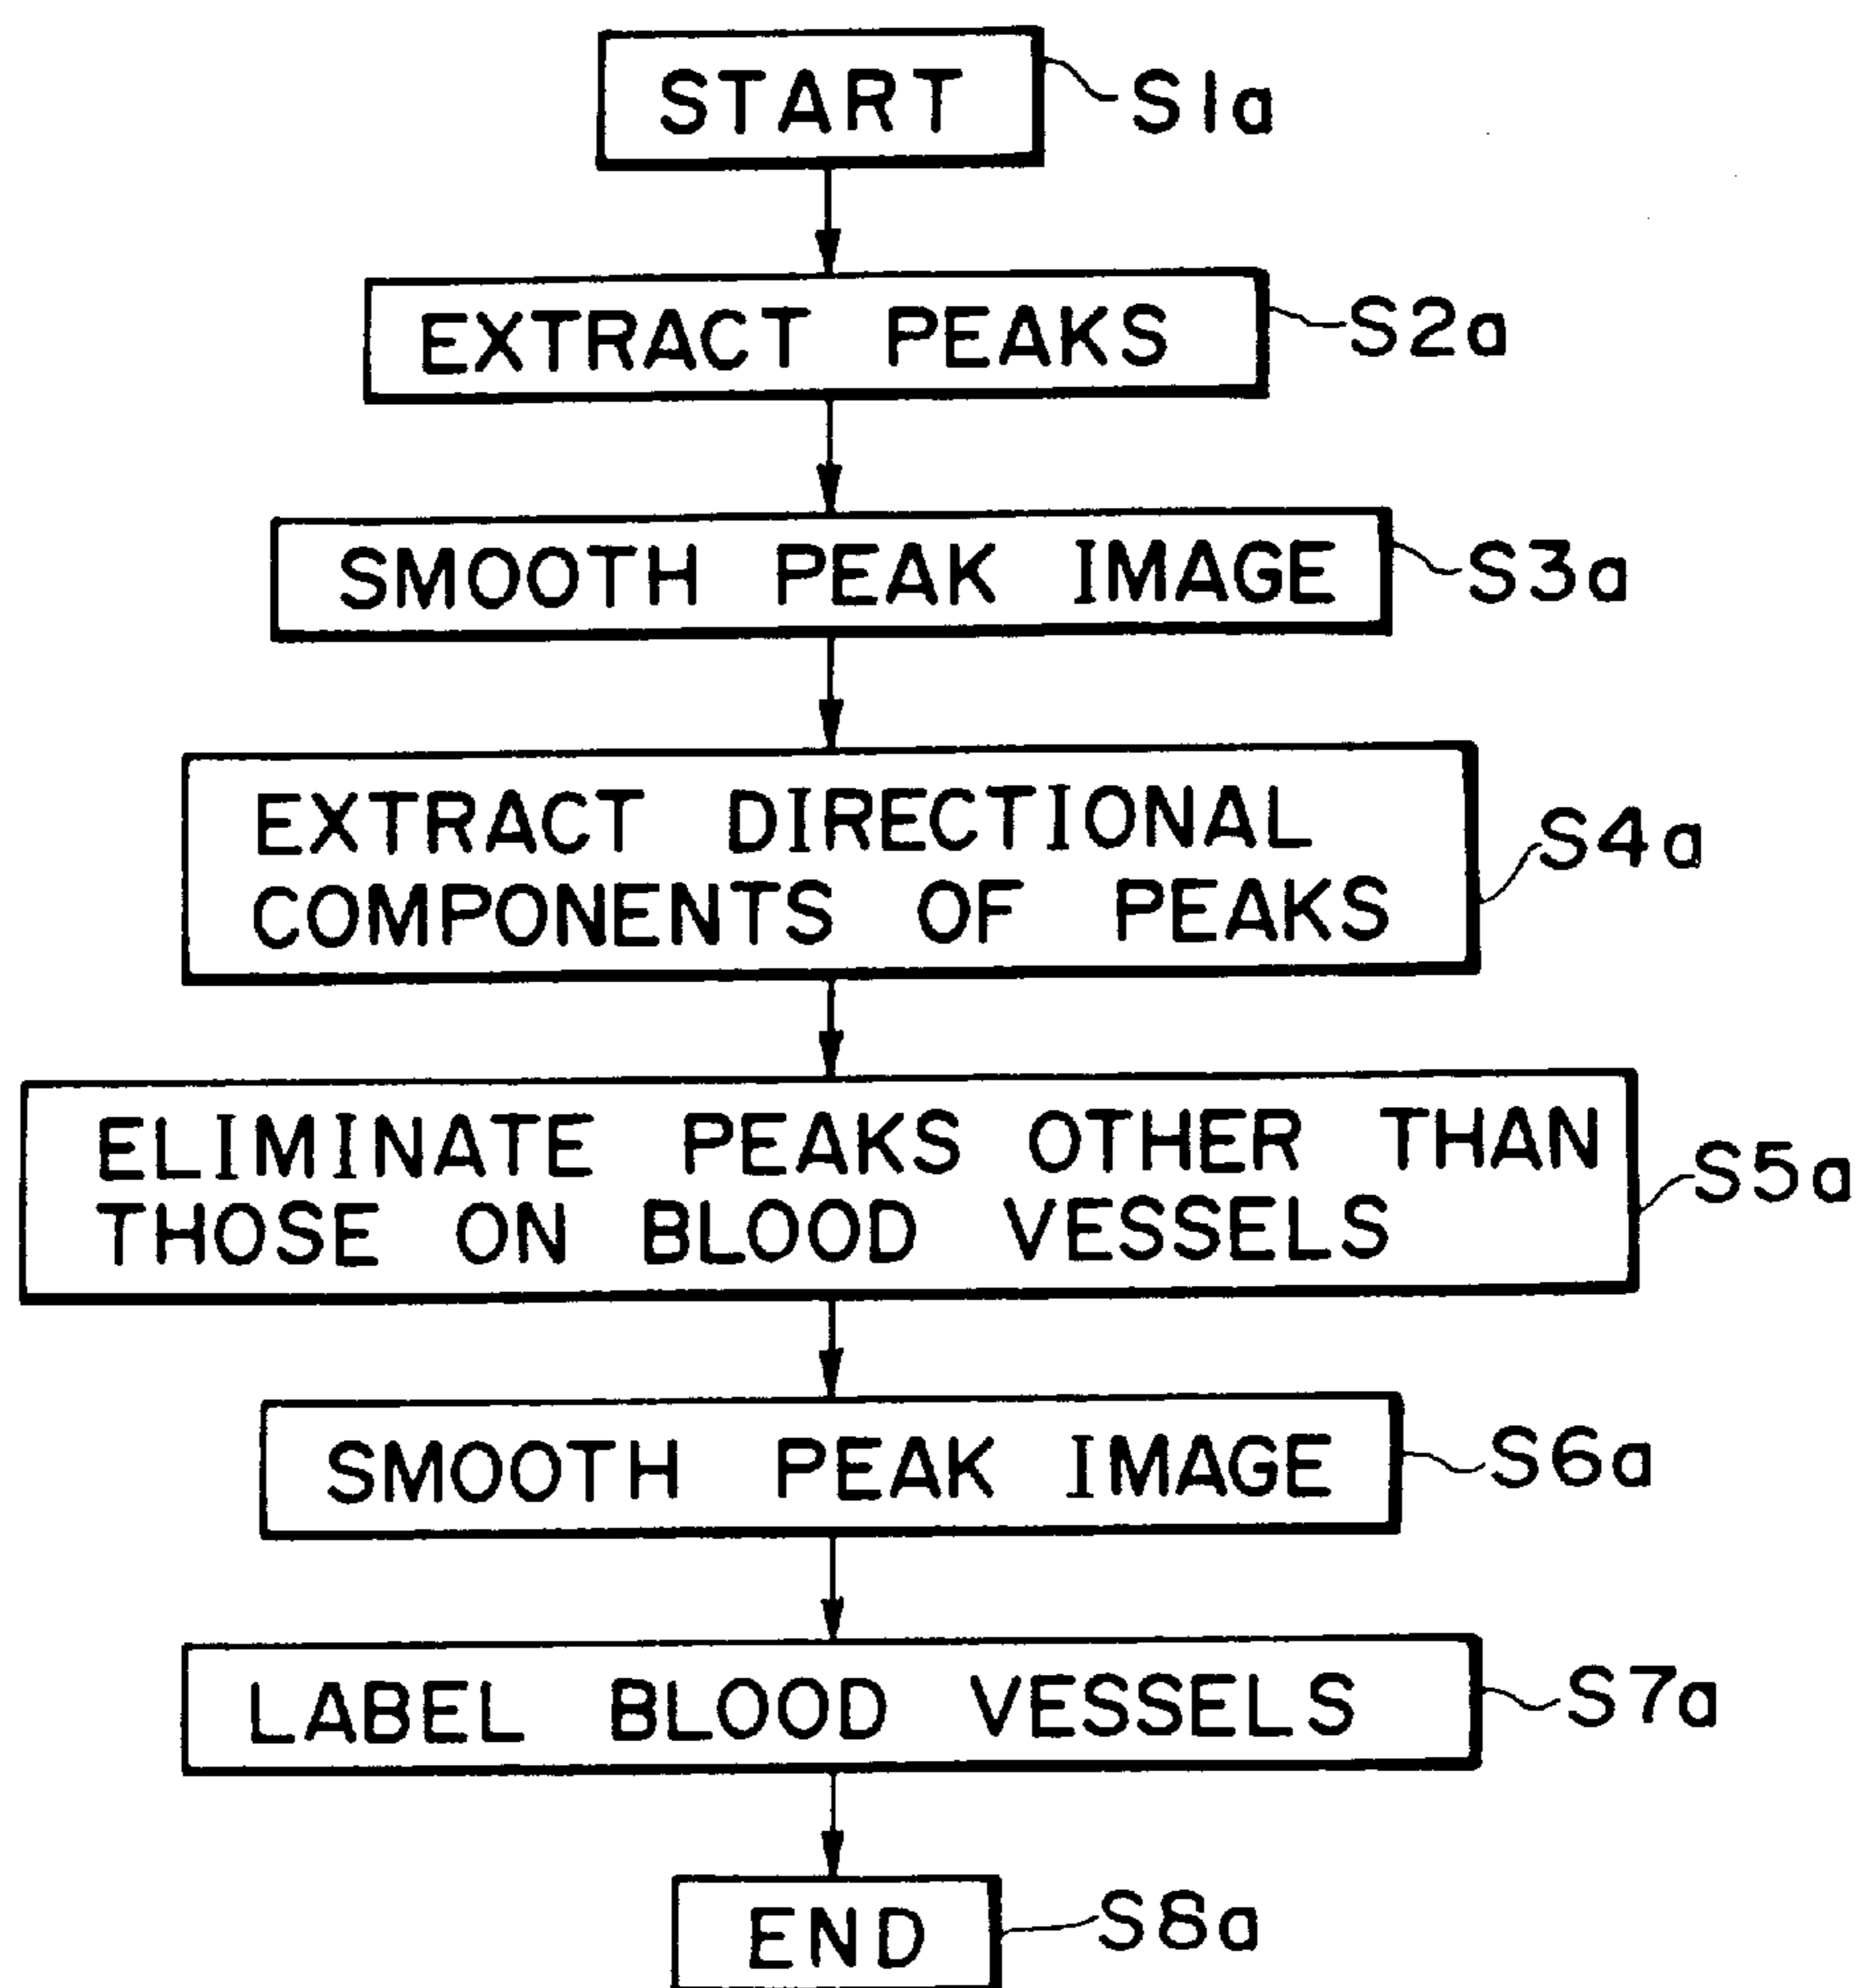 START
S1a
EXTRACT PEAKS
S2a
SMOOTH PEAK IMAGE
S3a
EXTRACT DIRECTIONAL
COMPONENTS OF PEAKS
S4a
ELIMINATE PEAKS OTHER THAN
THOSE ON BLOOD VESSELS
S5a
SMOOTH PEAK IMAGE
S6a
LABEL BLOOD VESSELS
S7a
END
S8a